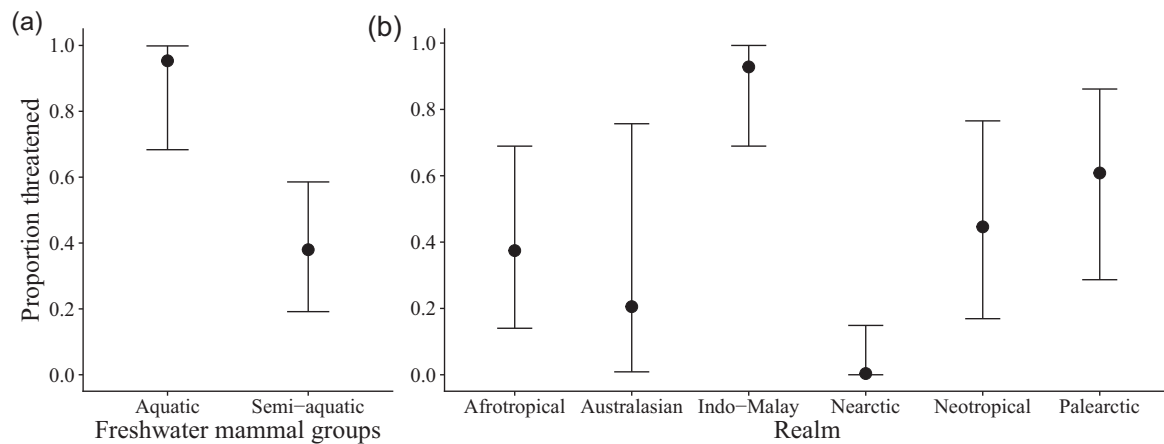 (a)
(b)
Proportion threatened
1.0
0.8
0.6
0.4
0.2
0.0
Aquatic Semi−aquatic
Freshwater mammal groups
1.0
0.8
0.6
0.4
0.2
0.0
Afrotropical Australasian Indo−Malay Nearctic Neotropical Palearctic
Realm